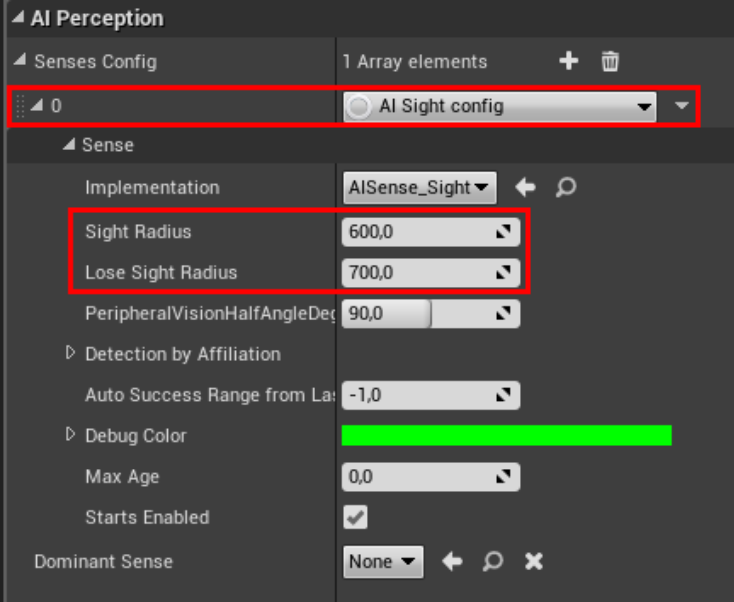 AI Perception
Senses Config 1 Array elements
0 AI Sight config
Sense
Implementation AISense_Sight
Sight Radius 600,0
Lose Sight Radius 700,0
PeripheralVisionHalfAngleDeg 90,0
Detection by Affiliation
Auto Success Range from Las -1,0
Debug Color
Max Age 0,0
Starts Enabled
Dominant Sense None